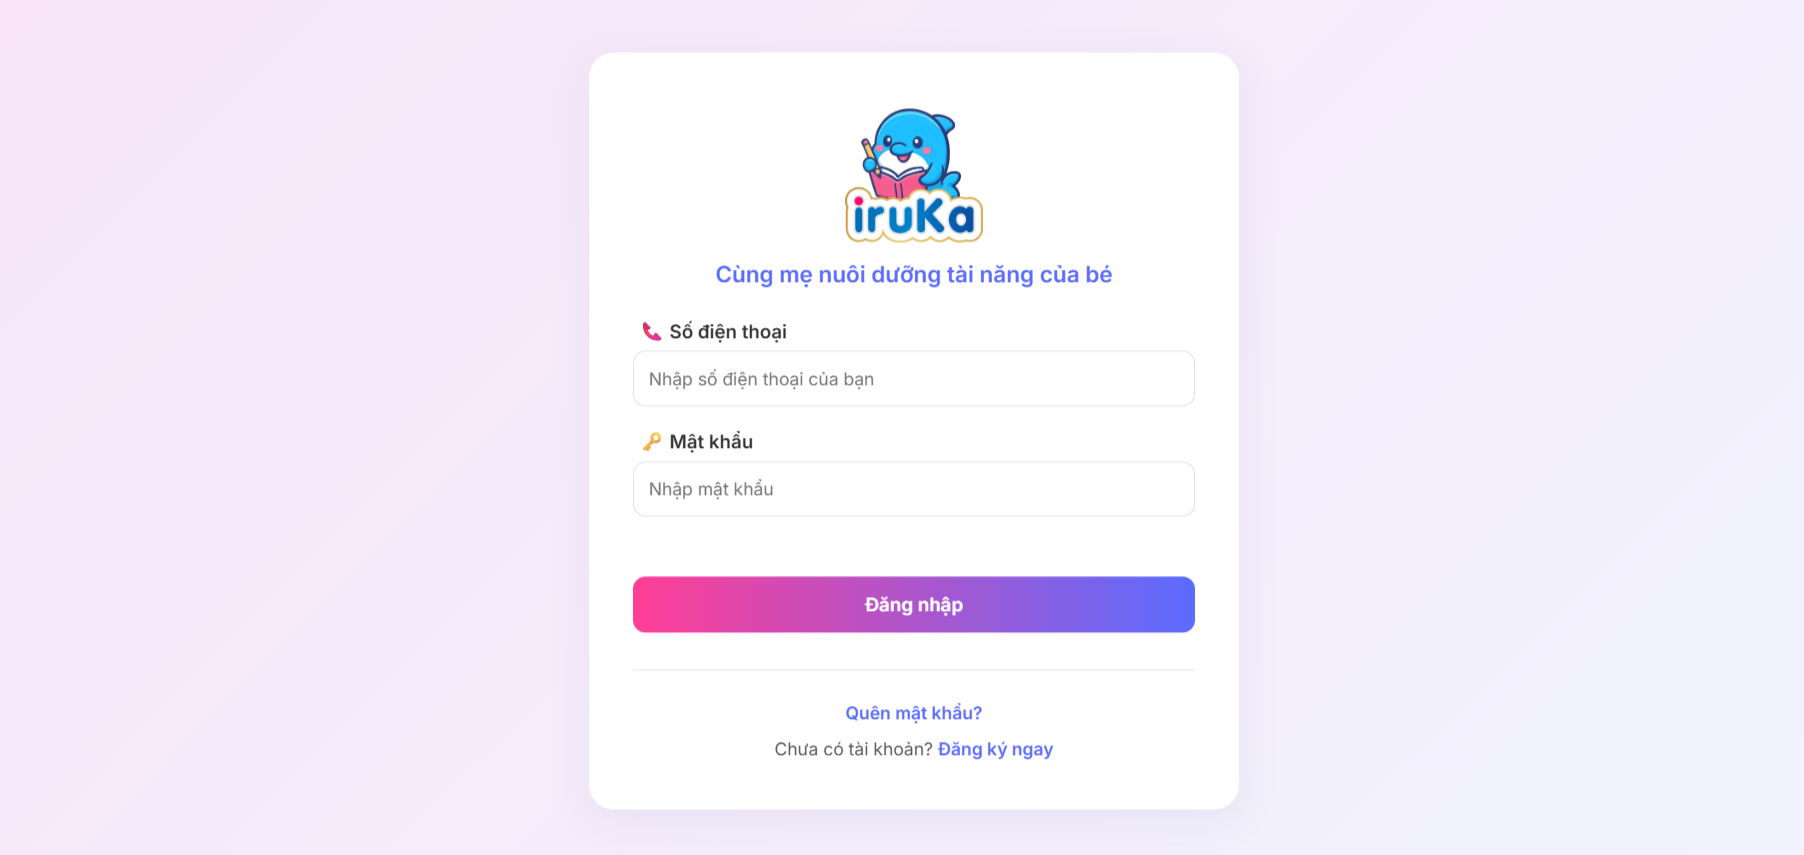 iruKa
Cùng mẹ nuôi dưỡng tài năng của bé
Số điện thoại
Nhập số điện thoại của bạn
Mật khẩu
Nhập mật khẩu
Đăng nhập
Quên mật khẩu?
Chưa có tài khoản? Đăng ký ngay